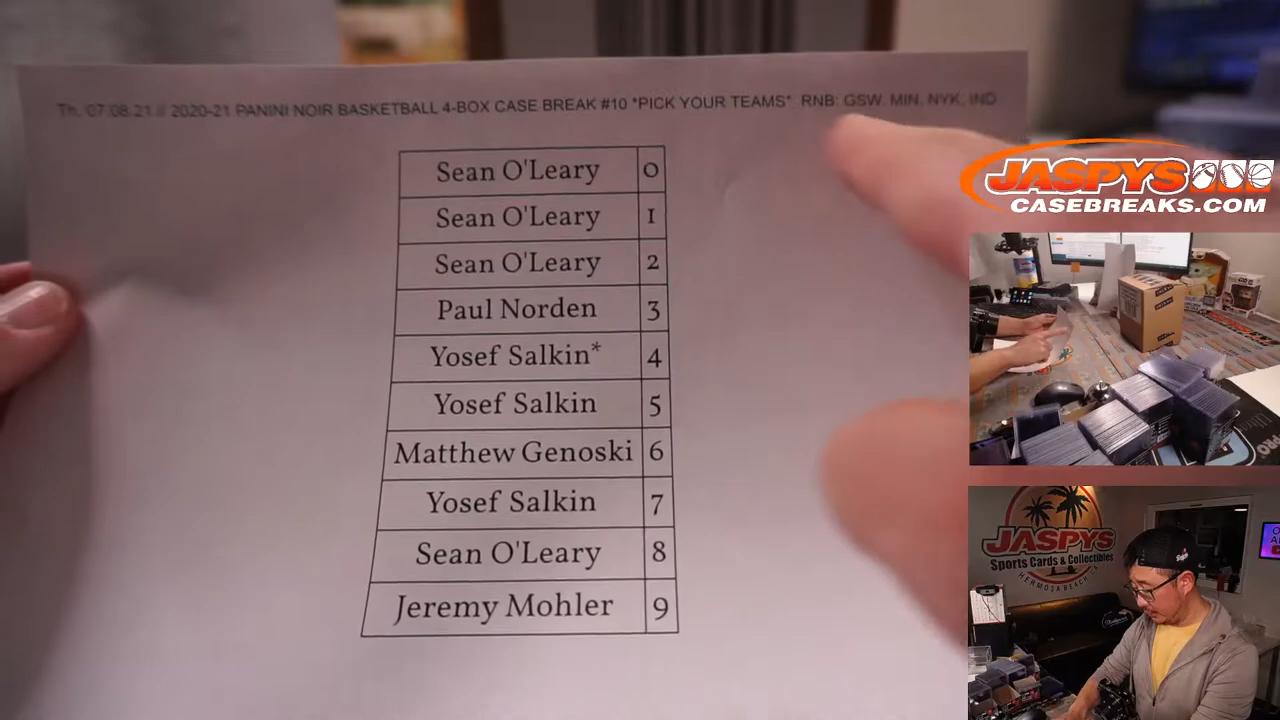 Th. 07.08.21 // 2020-21 PANINI NOIR BASKETBALL 4-BOX CASE BREAK #10 *PICK YOUR TEAMS* RNB: GSW, MIN, NYK, IND
Sean O'Leary 0
Sean O'Leary 1
Sean O'Leary 2
Paul Norden 3
Yosef Salkin* 4
Yosef Salkin 5
Matthew Genoski 6
Yosef Salkin 7
Sean O'Leary 8
Jeremy Mohler 9
JASPYS
CASEBREAKS.COM
JASPYS
Sports Cards & Collectibles
HERMOSA BEACH CA